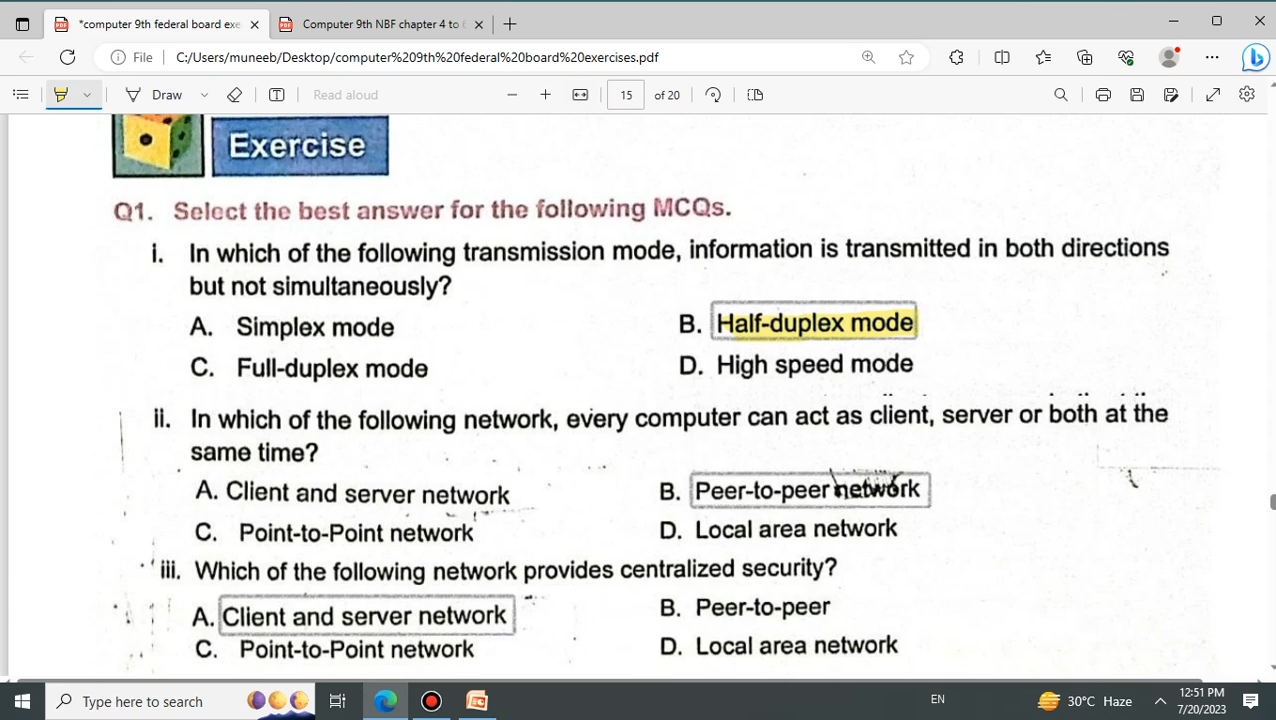 *computer 9th federal board exe
Computer 9th NBF chapter 4 to
File C:/Users/muneeb/Desktop/computer%209th%20federal%20board%20exercises.pdf
Draw Read aloud 15 of 20
Exercise
Q1. Select the best answer for the following MCQs.
i. In which of the following transmission mode, information is transmitted in both directions
but not simultaneously?
A. Simplex mode B. Half-duplex mode
C. Full-duplex mode D. High speed mode
ii. In which of the following network, every computer can act as client, server or both at the
same time?
A. Client and server network B. Peer-to-peer network
C. Point-to-Point network D. Local area network
iii. Which of the following network provides centralized security?
A. Client and server network B. Peer-to-peer
C. Point-to-Point network D. Local area network
Type here to search EN 30°C Haze 12:51 PM
7/20/2023